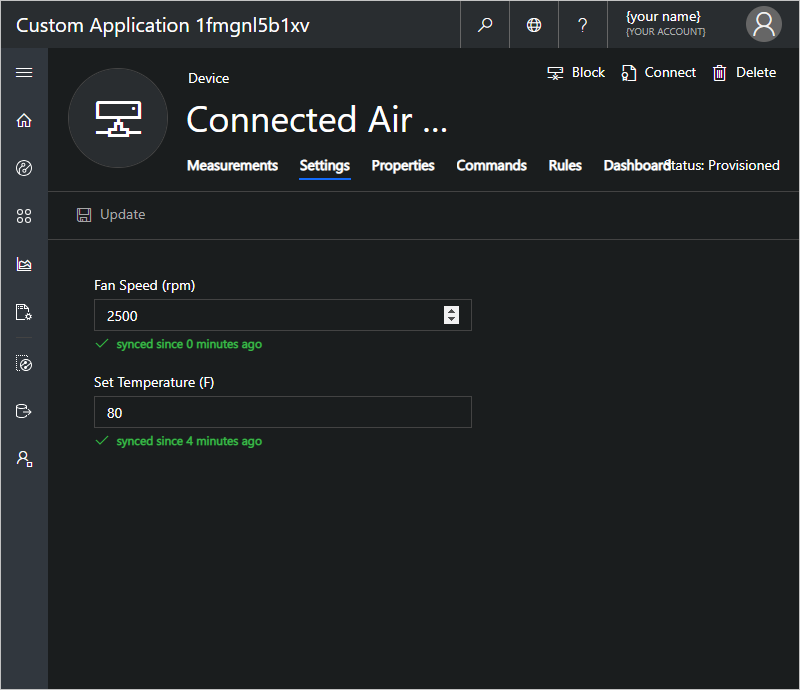 Custom Application 1fmgnl5b1xv
?
{your name}
{YOUR ACCOUNT}
Device
Block Connect Delete
Connected Air ...
Measurements Settings Properties Commands Rules Dashboard Status: Provisioned
Update
Fan Speed (rpm)
2500
synced since 0 minutes ago
Set Temperature (F)
80
synced since 4 minutes ago